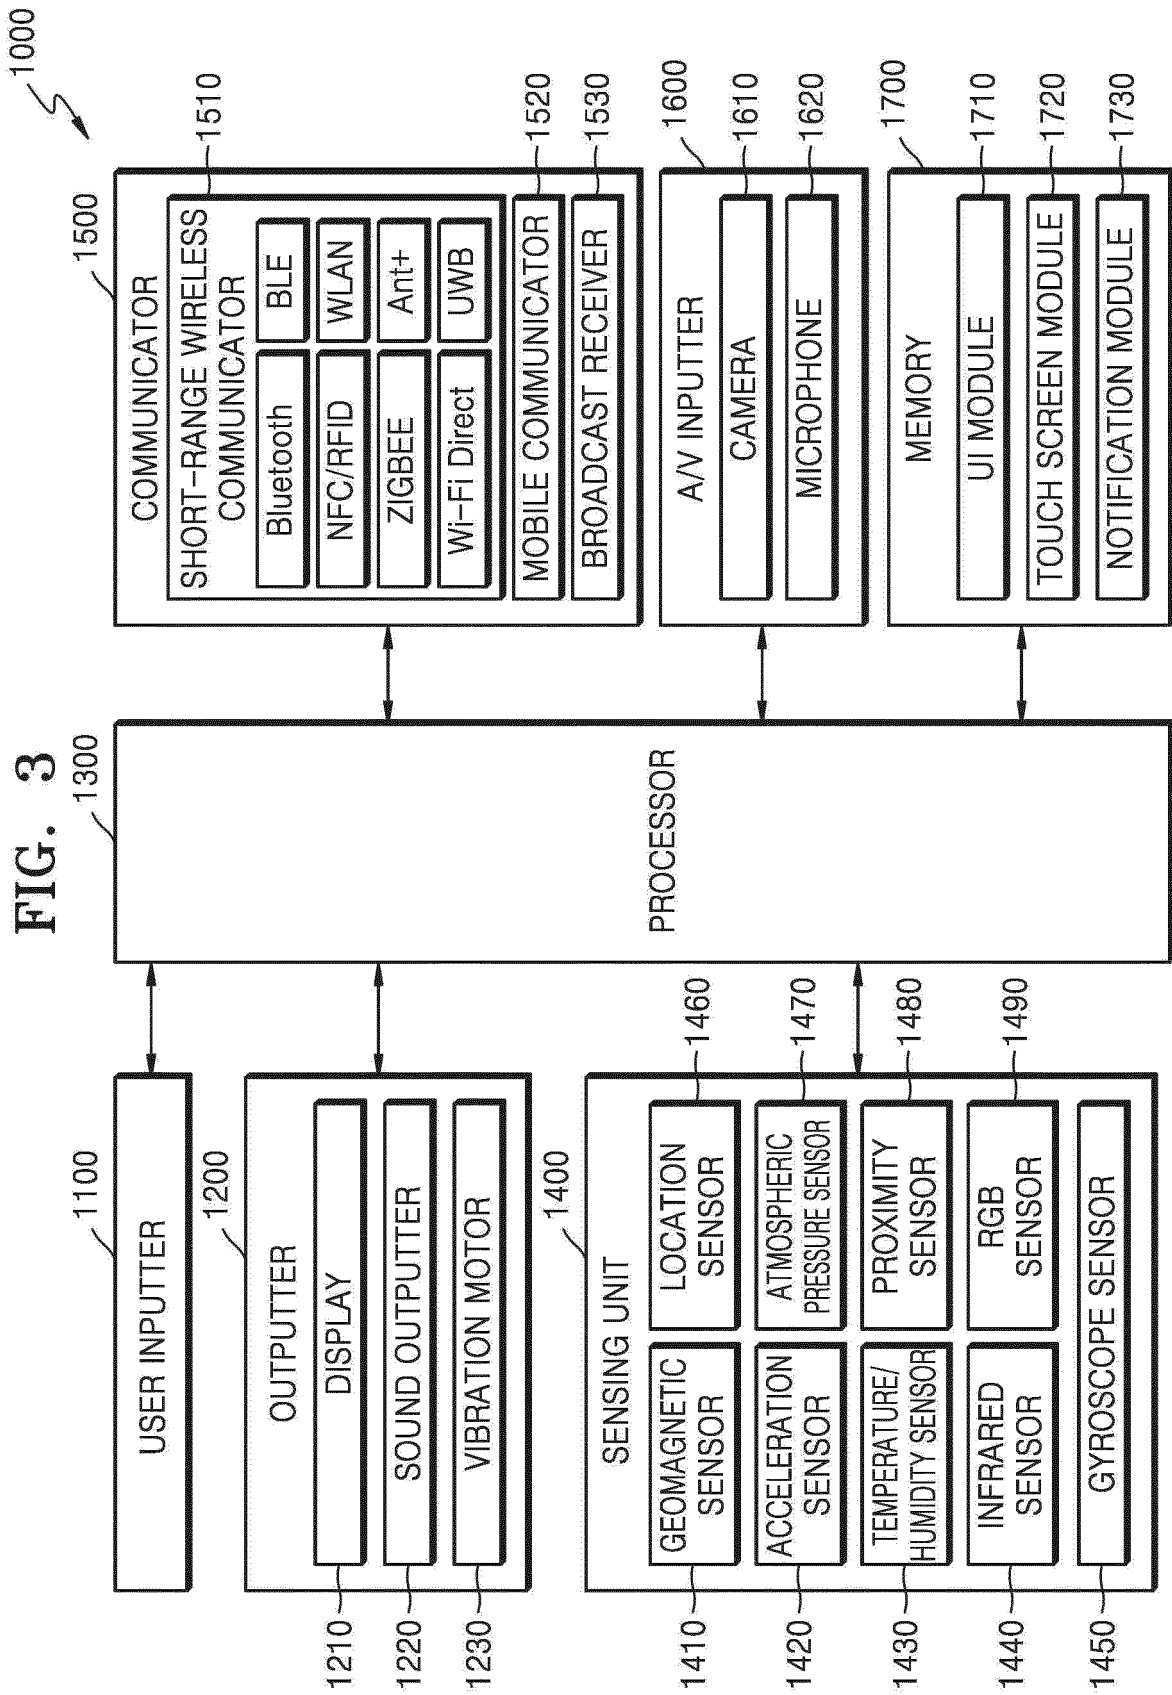 FIG. 3
1000
1100
USER INPUTTER
1200
OUTPUTTER
1210
DISPLAY
1220
SOUND OUTPUTTER
1230
VIBRATION MOTOR
1400
SENSING UNIT
1410
GEOMAGNETIC
SENSOR
LOCATION
SENSOR
1460
1420
ACCELERATION
SENSOR
ATMOSPHERIC
PRESSURE SENSOR
1470
1430
TEMPERATURE/
HUMIDITY SENSOR
PROXIMITY
SENSOR
1480
1440
INFRARED
SENSOR
RGB
SENSOR
1490
1450
GYROSCOPE SENSOR
1300
PROCESSOR
1500
COMMUNICATOR
SHORT-RANGE WIRELESS
COMMUNICATOR
1510
Bluetooth
BLE
NFC/RFID
WLAN
ZIGBEE
Ant+
Wi-Fi Direct
UWB
MOBILE COMMUNICATOR
1520
BROADCAST RECEIVER
1530
1600
A/V INPUTTER
CAMERA
1610
MICROPHONE
1620
1700
MEMORY
UI MODULE
1710
TOUCH SCREEN MODULE
1720
NOTIFICATION MODULE
1730